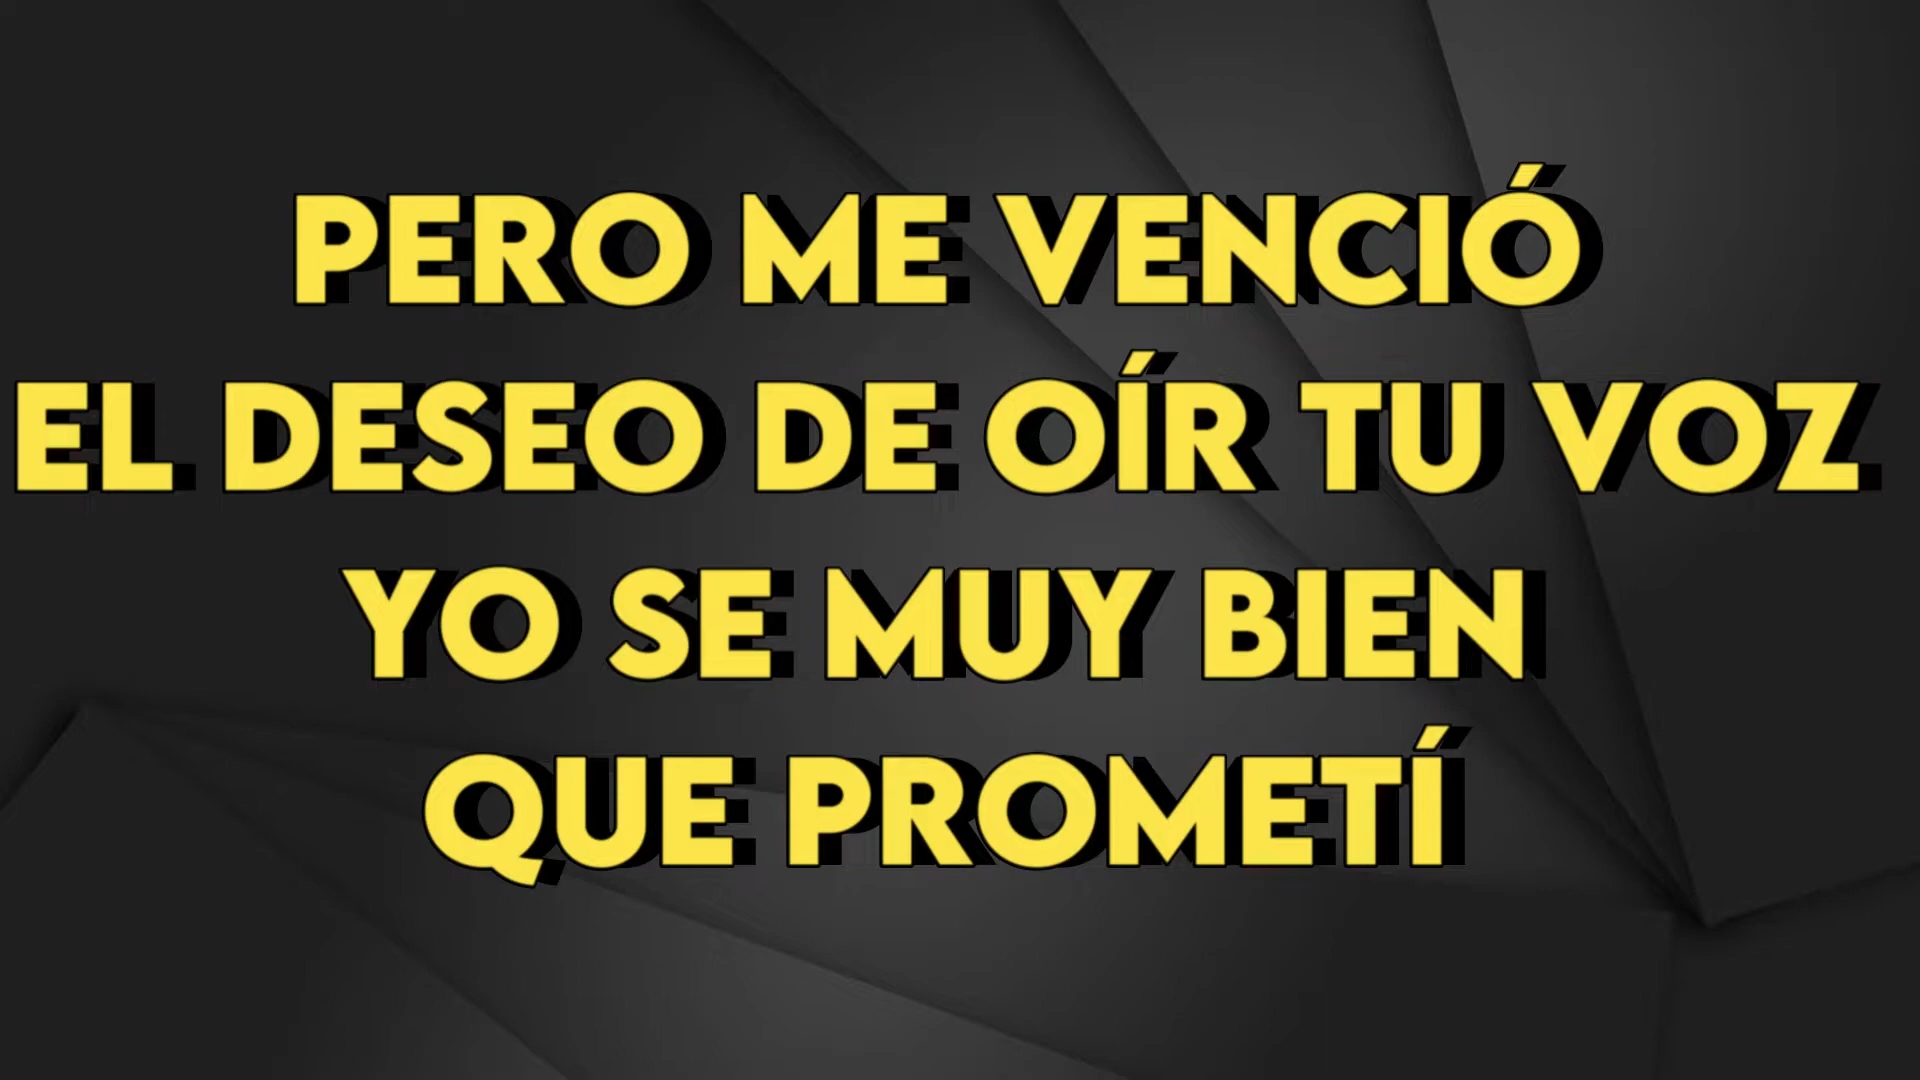 PERO ME VENCIÓ
EL DESEO DE OÍR TU VOZ
YO SE MUY BIEN
QUE PROMETÍ